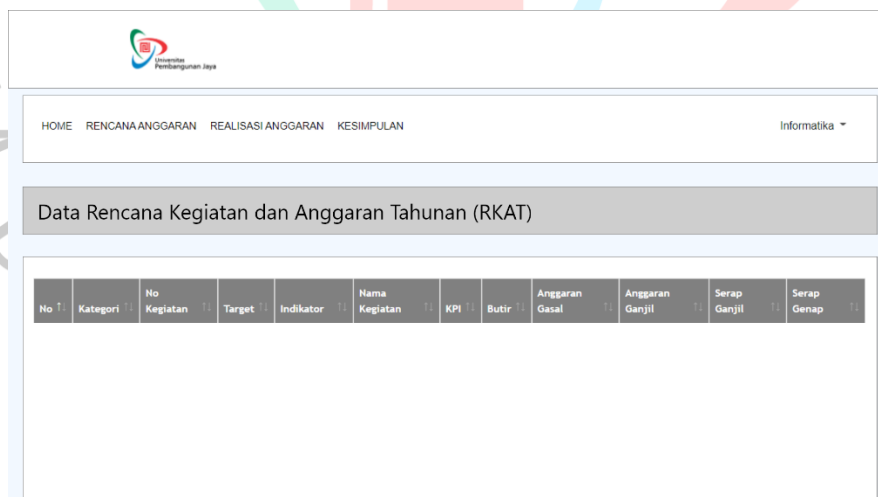 Universitas
Pembangunan Jaya
HOME RENCANA ANGGARAN REALISASI ANGGARAN KESIMPULAN Informatika
Data Rencana Kegiatan dan Anggaran Tahunan (RKAT)
No Kategori No Kegiatan Target Indikator Nama Kegiatan KPI Butir Anggaran Gasal Anggaran Ganjil Serap Ganjil Serap Genap